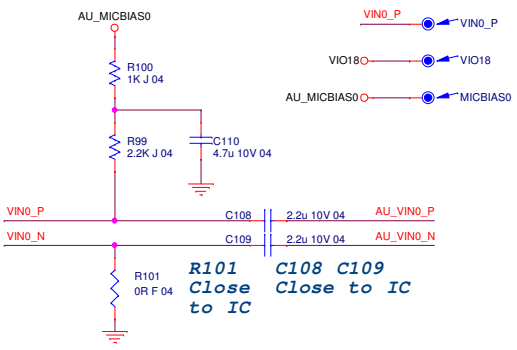 AU_MICBIAS0
R100
1K J 04
R99
2.2K J 04
C110
4.7u 10V 04
VIN0_P
VIN0_P
VIO18
VIO18
AU_MICBIAS0
MICBIAS0
VIN0_P
C108
2.2u 10V 04
AU_VIN0_P
VIN0_N
C109
2.2u 10V 04
AU_VIN0_N
R101
0R F 04
R101
Close
to IC
C108 C109
Close to IC